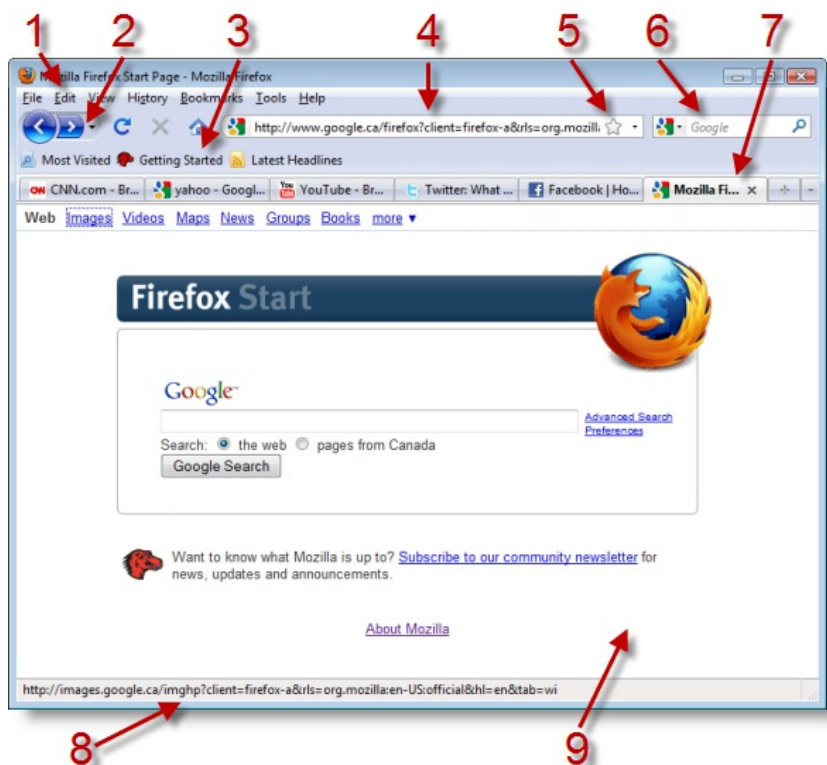 1 2 3 4 5 6 7
Mozilla Firefox Start Page - Mozilla Firefox
File Edit View History Bookmarks Tools Help
http://www.google.ca/firefox?client=firefox-a&rls=org.mozill Google
Most Visited Getting Started Latest Headlines
CNN CNN.com - Br... yahoo - Googl... You Tube YouTube - Br... t Twitter: What ... f Facebook | Ho... Mozilla Fi...
Web Images Videos Maps News Groups Books more
Firefox Start
Google
Advanced Search
Preferences
Search: the web pages from Canada
Google Search
Want to know what Mozilla is up to? Subscribe to our community newsletter for
news, updates and announcements.
About Mozilla
http://images.google.ca/imghp?client=firefox-a&rls=org.mozilla:en-US:official&hl=en&tab=wi
8 9